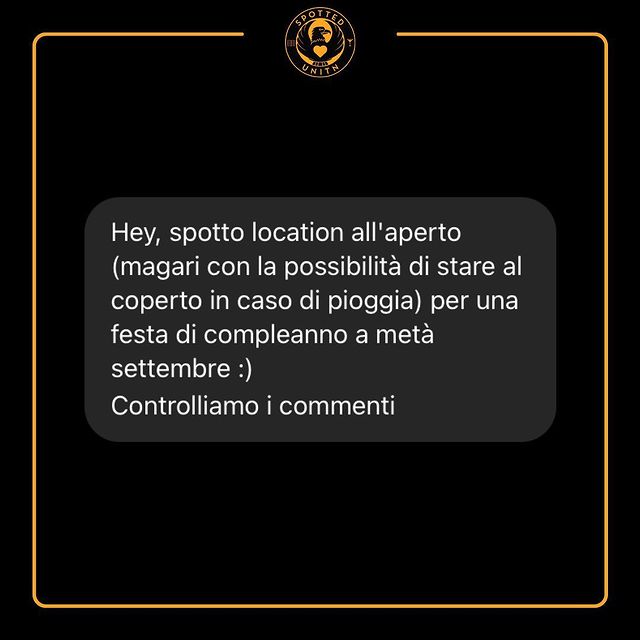 SPOTTED
UNITN
Hey, spotto location all'aperto
(magari con la possibilità di stare al
coperto in caso di pioggia) per una
festa di compleanno a metà
settembre :)
Controlliamo i commenti